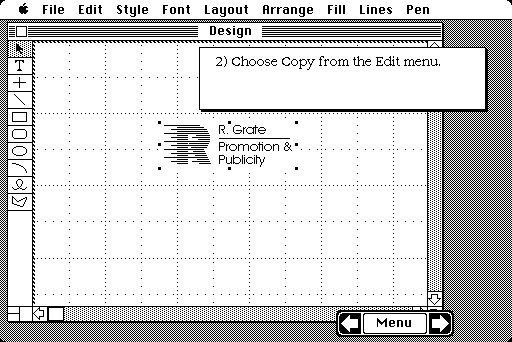 File Edit Style Font Layout Arrange Fill Lines Pen
Design
2) Choose Copy from the Edit menu.
T
R
R. Grate
Promotion &
Publicity
Menu